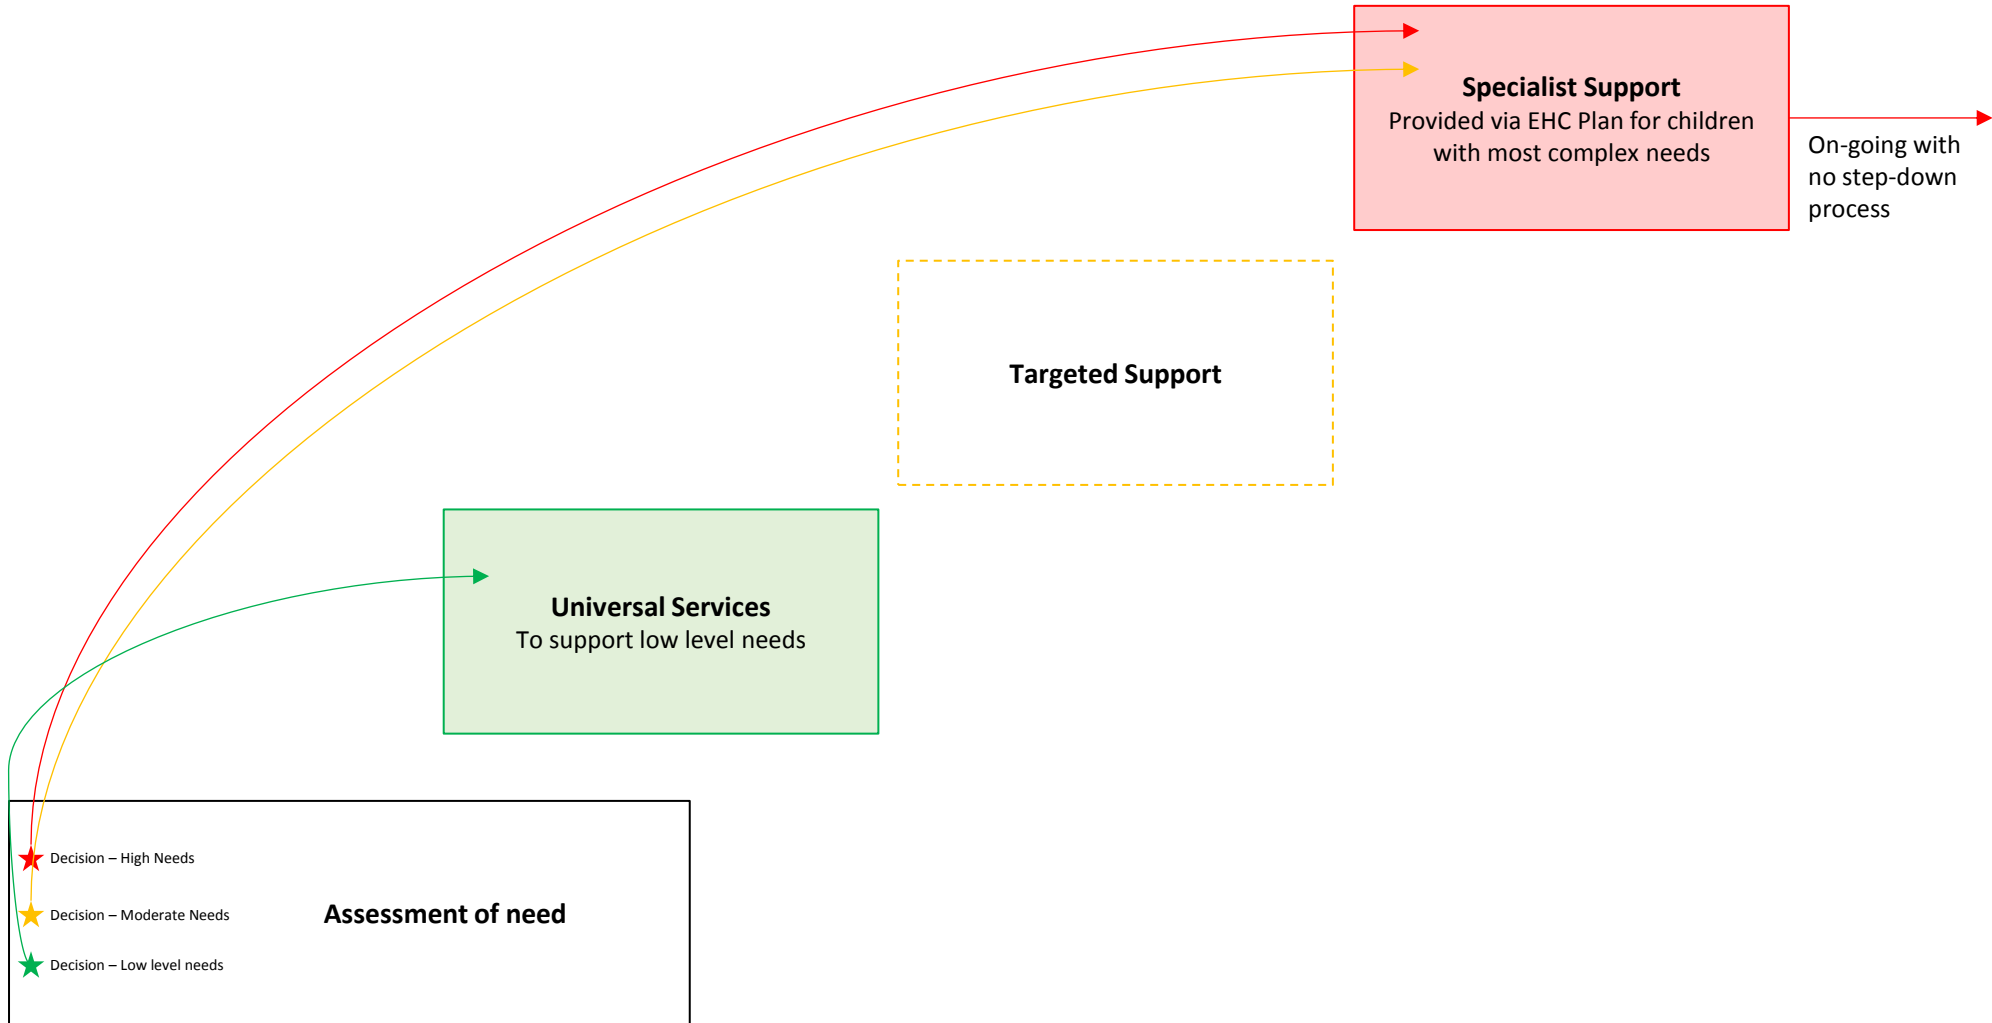 Specialist Support
Provided via EHC Plan for children
with most complex needs
On-going with
no step-down
process
Targeted Support
Universal Services
To support low level needs
Decision – High Needs
Decision – Moderate Needs
Assessment of need
Decision – Low level needs